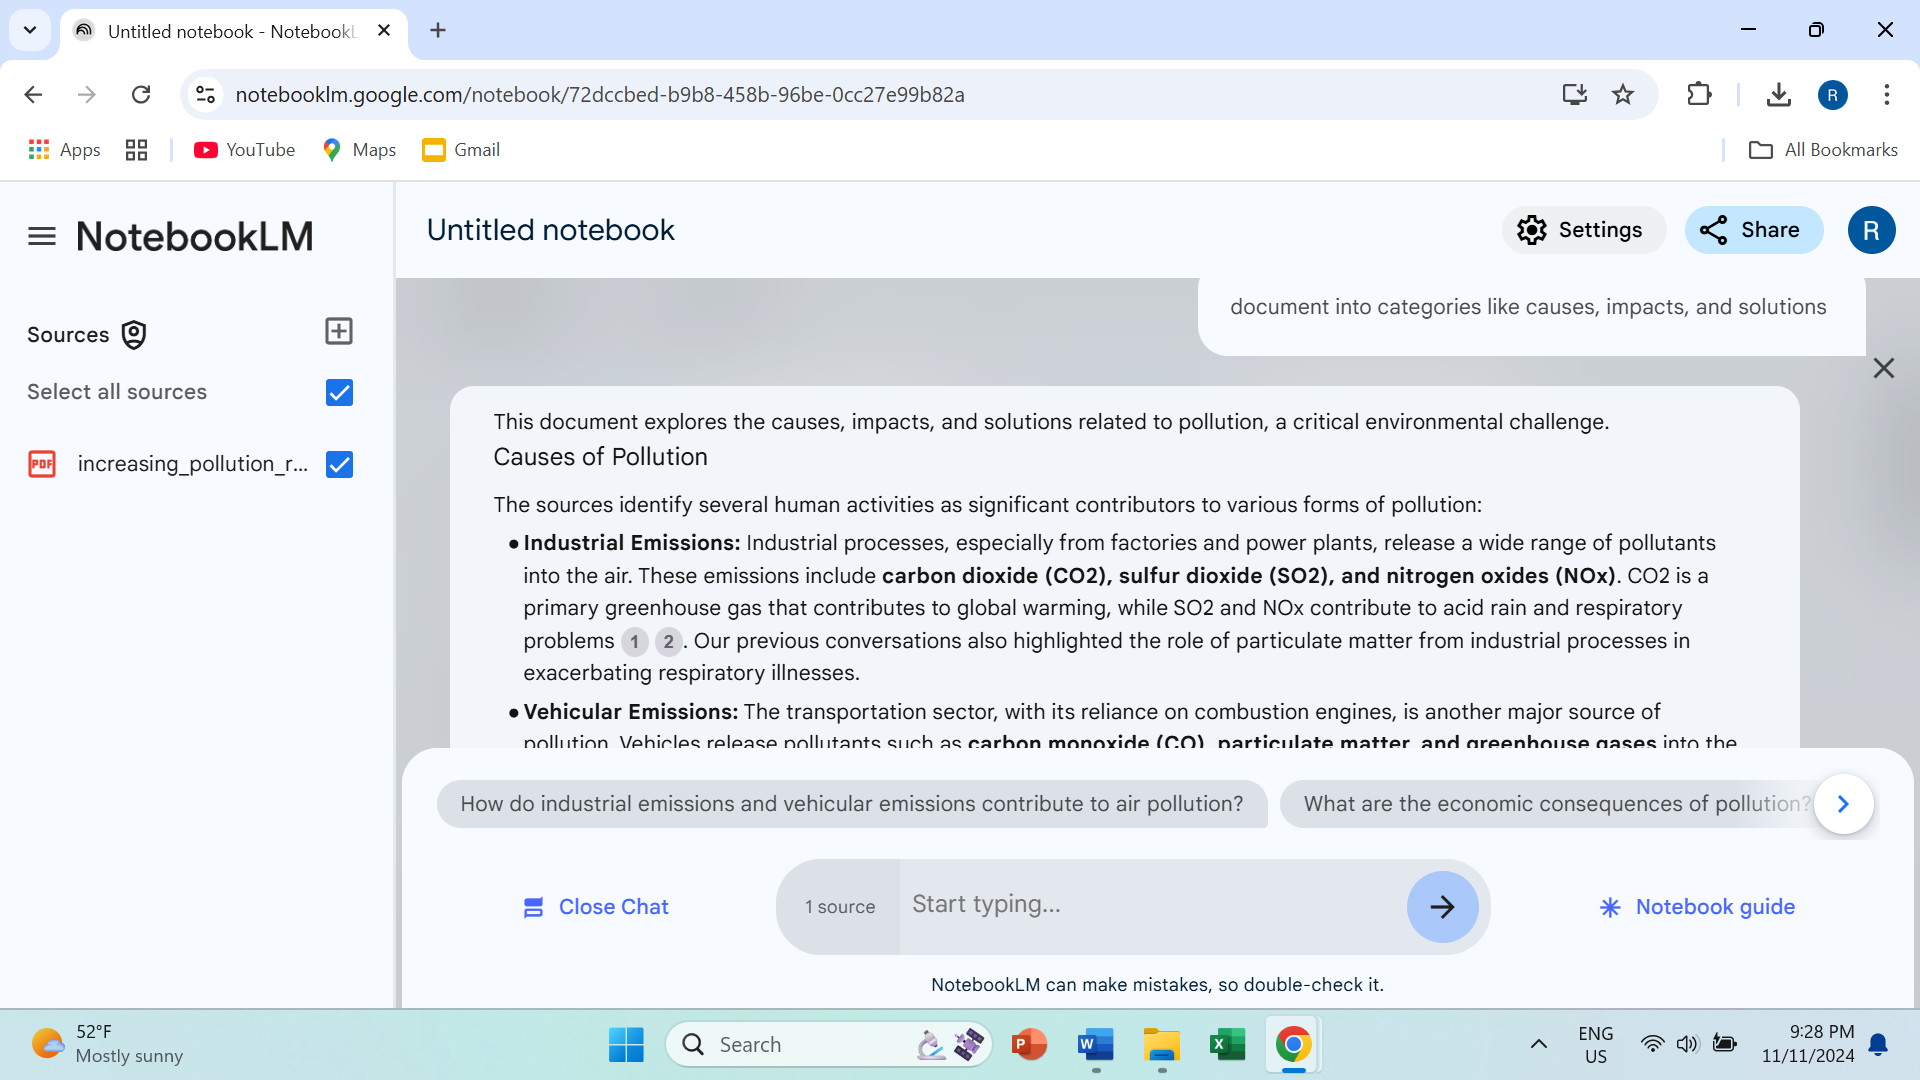 Untitled notebook - Notebook
notebooklm.google.com/notebook/72dccbed-b9b8-458b-96be-0cc27e99b82a
R
Apps
YouTube
Maps
Gmail
All Bookmarks
NotebookLM
Untitled notebook
Settings
Share
R
Sources
Select all sources
PDF
increasing_pollution_r...
document into categories like causes, impacts, and solutions
This document explores the causes, impacts, and solutions related to pollution, a critical environmental challenge.
Causes of Pollution
The sources identify several human activities as significant contributors to various forms of pollution:
● Industrial Emissions: Industrial processes, especially from factories and power plants, release a wide range of pollutants
into the air. These emissions include carbon dioxide (CO2), sulfur dioxide (SO2), and nitrogen oxides (NOx). CO2 is a
primary greenhouse gas that contributes to global warming, while SO2 and NOx contribute to acid rain and respiratory
problems 1 2. Our previous conversations also highlighted the role of particulate matter from industrial processes in
exacerbating respiratory illnesses.
● Vehicular Emissions: The transportation sector, with its reliance on combustion engines, is another major source of
pollution. Vehicles release pollutants such as carbon monoxide (CO), particulate matter, and greenhouse gases into the
How do industrial emissions and vehicular emissions contribute to air pollution?
What are the economic consequences of pollution?
Close Chat
1 source
Start typing...
Notebook guide
NotebookLM can make mistakes, so double-check it.
52°F
Mostly sunny
Search
P
W
X
ENG
US
9:28 PM
11/11/2024